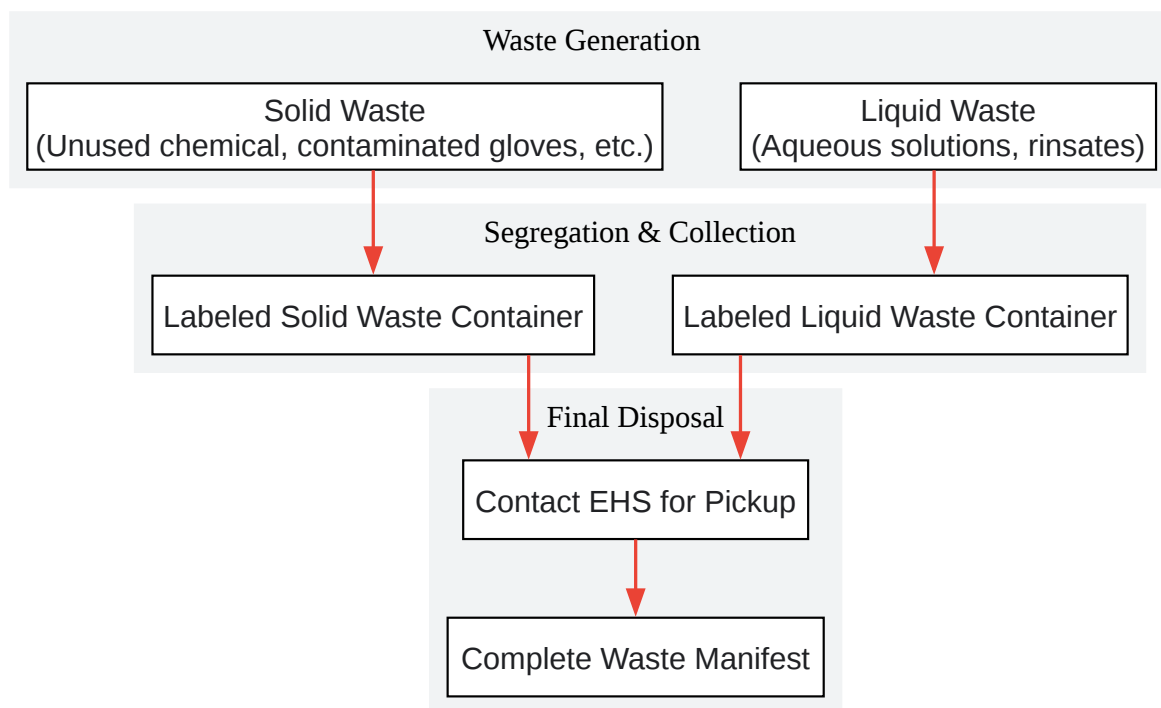 Waste Generation
Solid Waste
(Unused chemical, contaminated gloves, etc.)
Liquid Waste
(Aqueous solutions, rinsates)
Segregation & Collection
Labeled Solid Waste Container
Labeled Liquid Waste Container
Final Disposal
Contact EHS for Pickup
Complete Waste Manifest